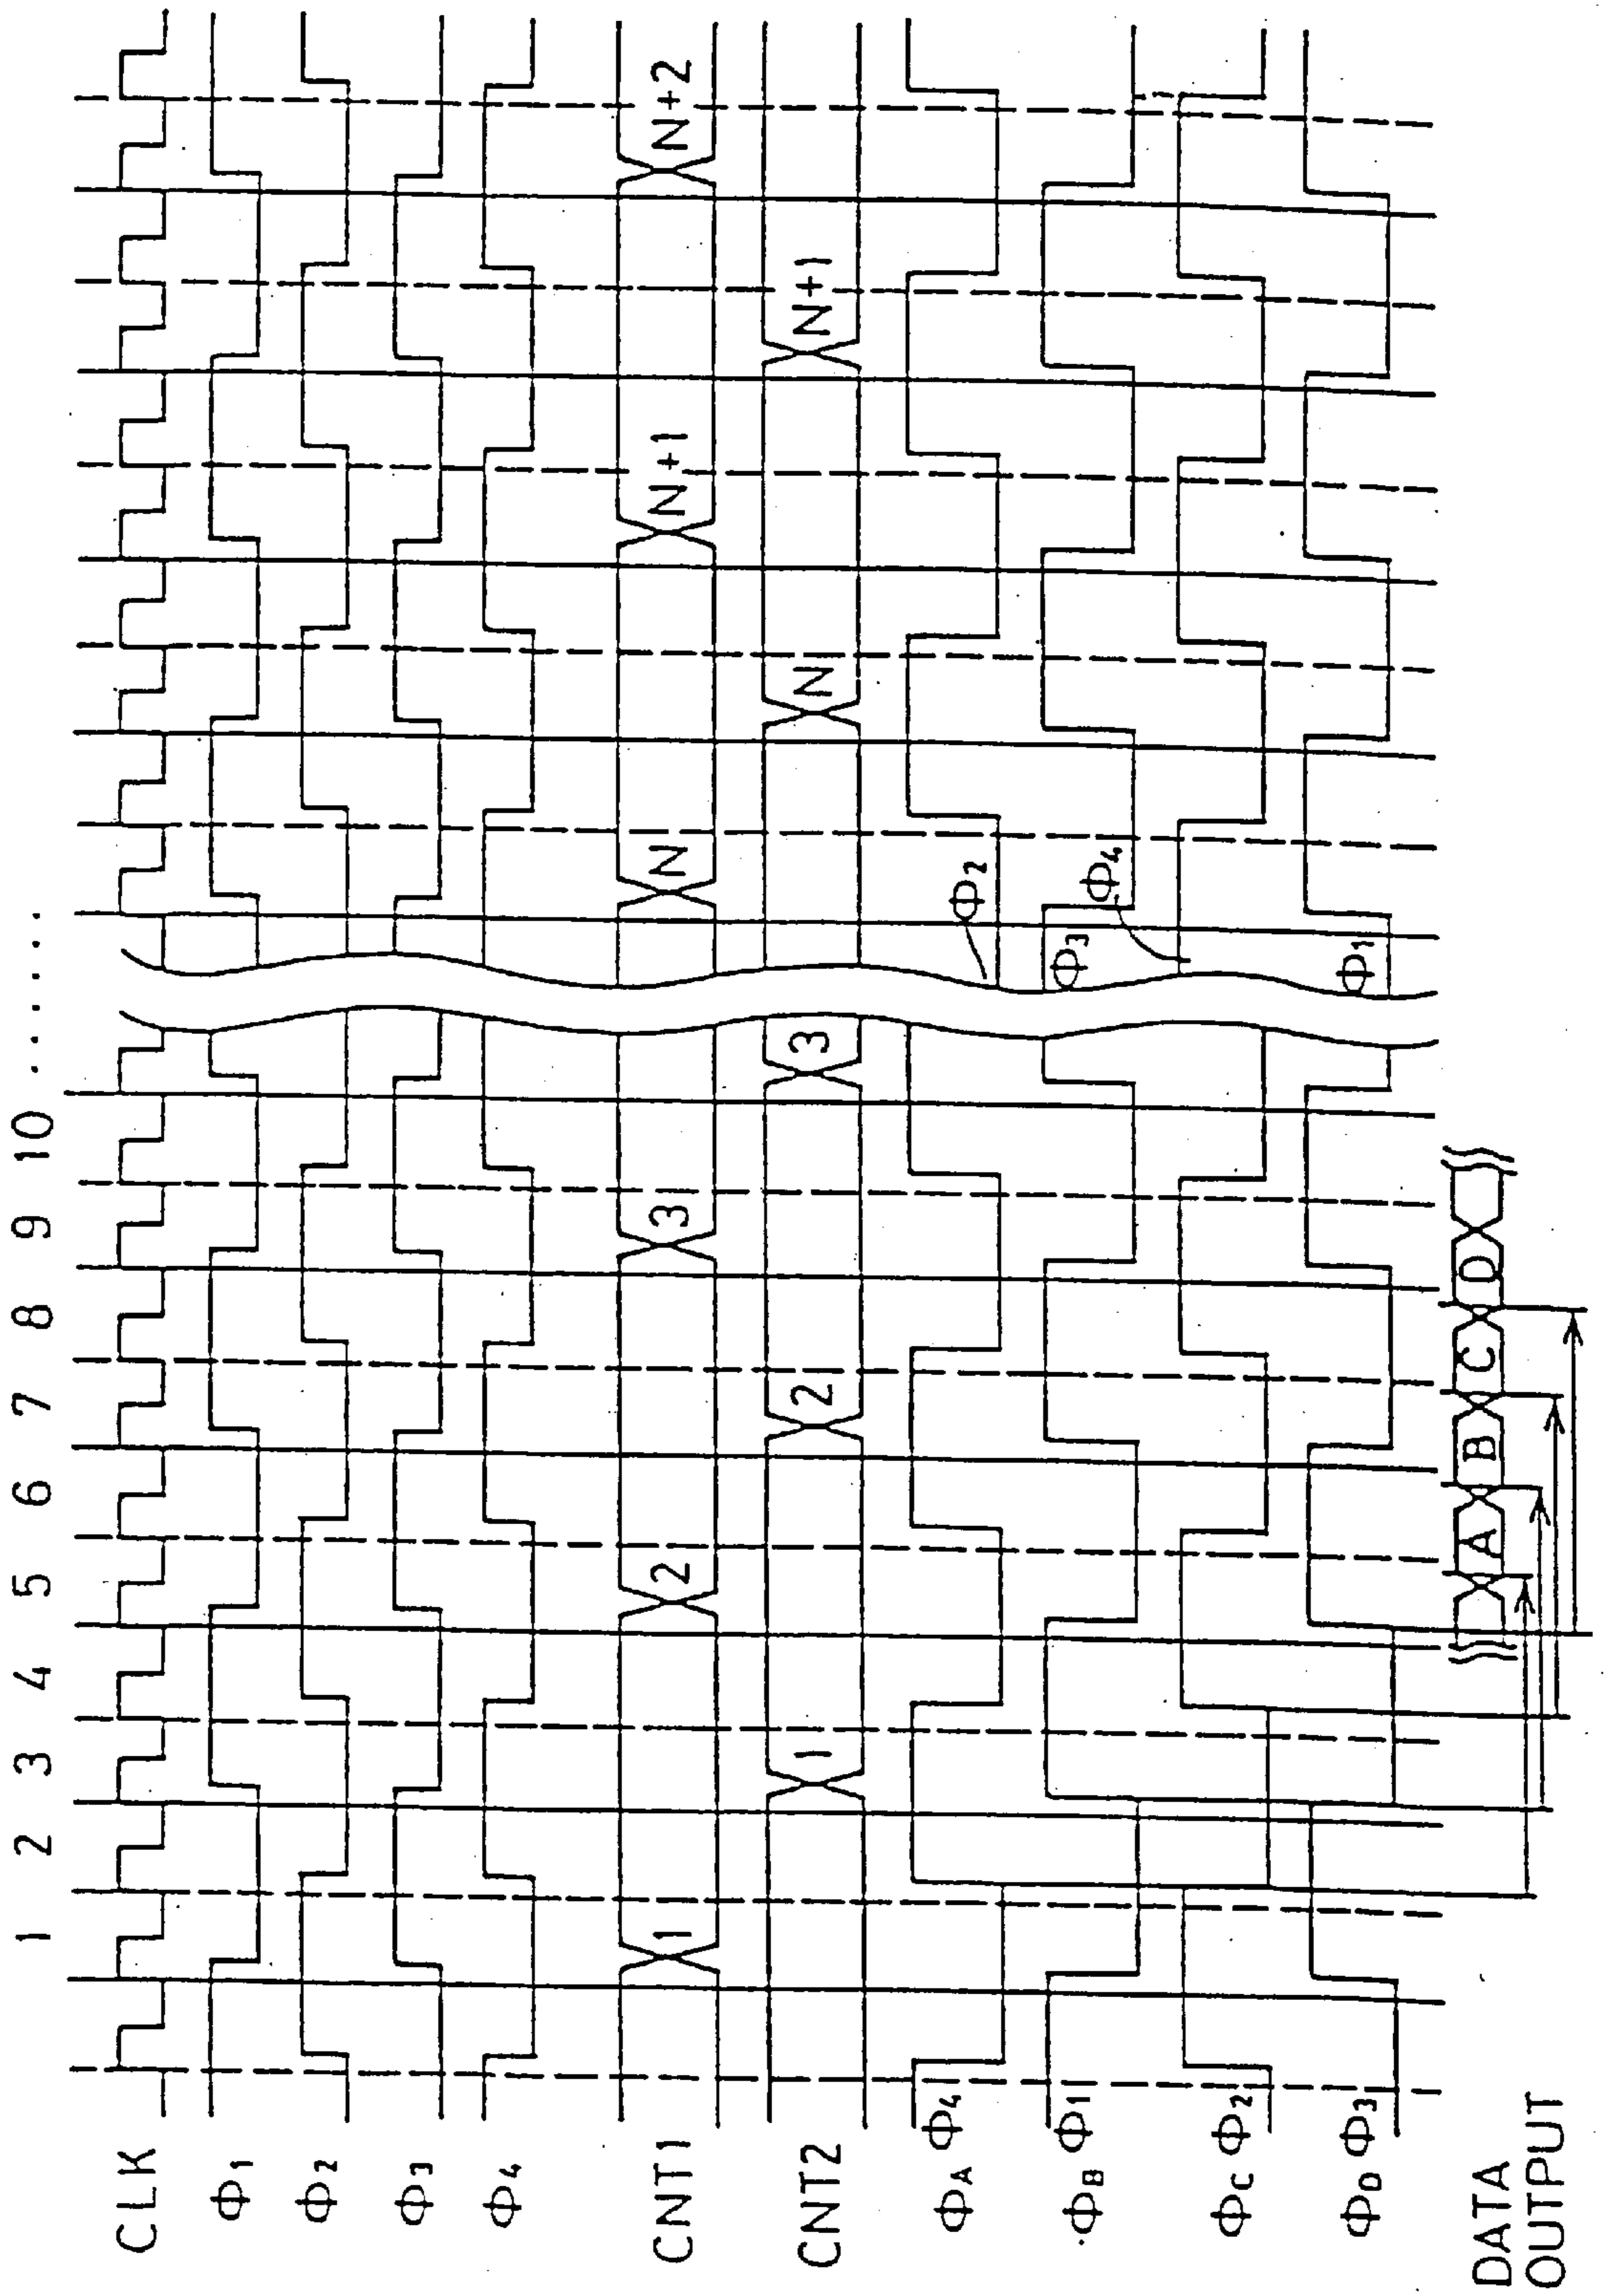 1 2 3 4 5 6 7 8 9 10 .......
CLK
Φ1
Φ2
Φ3
Φ4
CNT1 1 2 3 N N+1 N+2
CNT2 1 2 3 N N+1
ΦA Φ4 Φ2
ΦB Φ1 Φ3
ΦC Φ2 Φ4
ΦD Φ3 Φ1
DATA
OUTPUT
A B C D